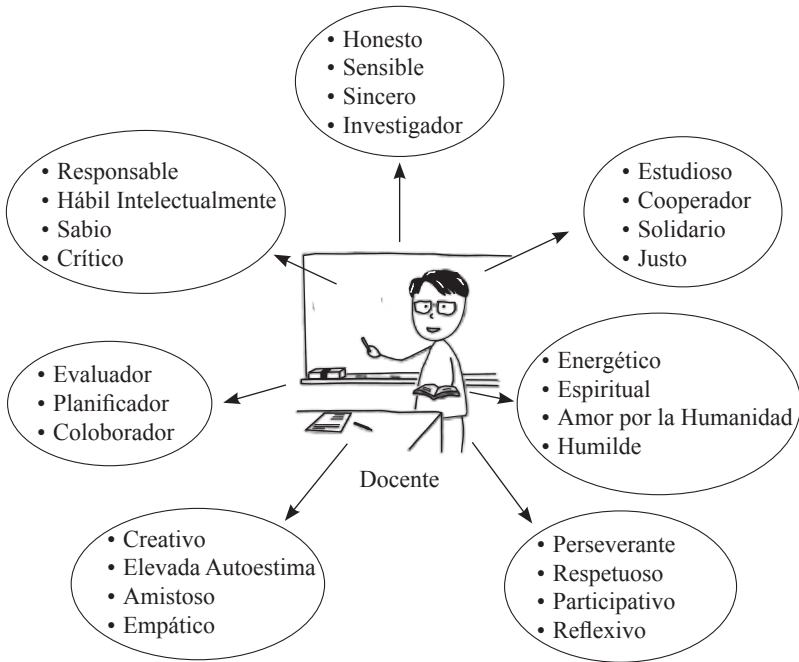 • Honesto
• Sensible
• Sincero
• Investigador
• Responsable
• Hábil Intelectualmente
• Sabio
• Crítico
• Estudioso
• Cooperador
• Solidario
• Justo
• Evaluador
• Planificador
• Coloborador
• Energético
• Espiritual
• Amor por la Humanidad
• Humilde
Docente
• Creativo
• Elevada Autoestima
• Amistoso
• Empático
• Perseverante
• Respetuoso
• Participativo
• Reflexivo